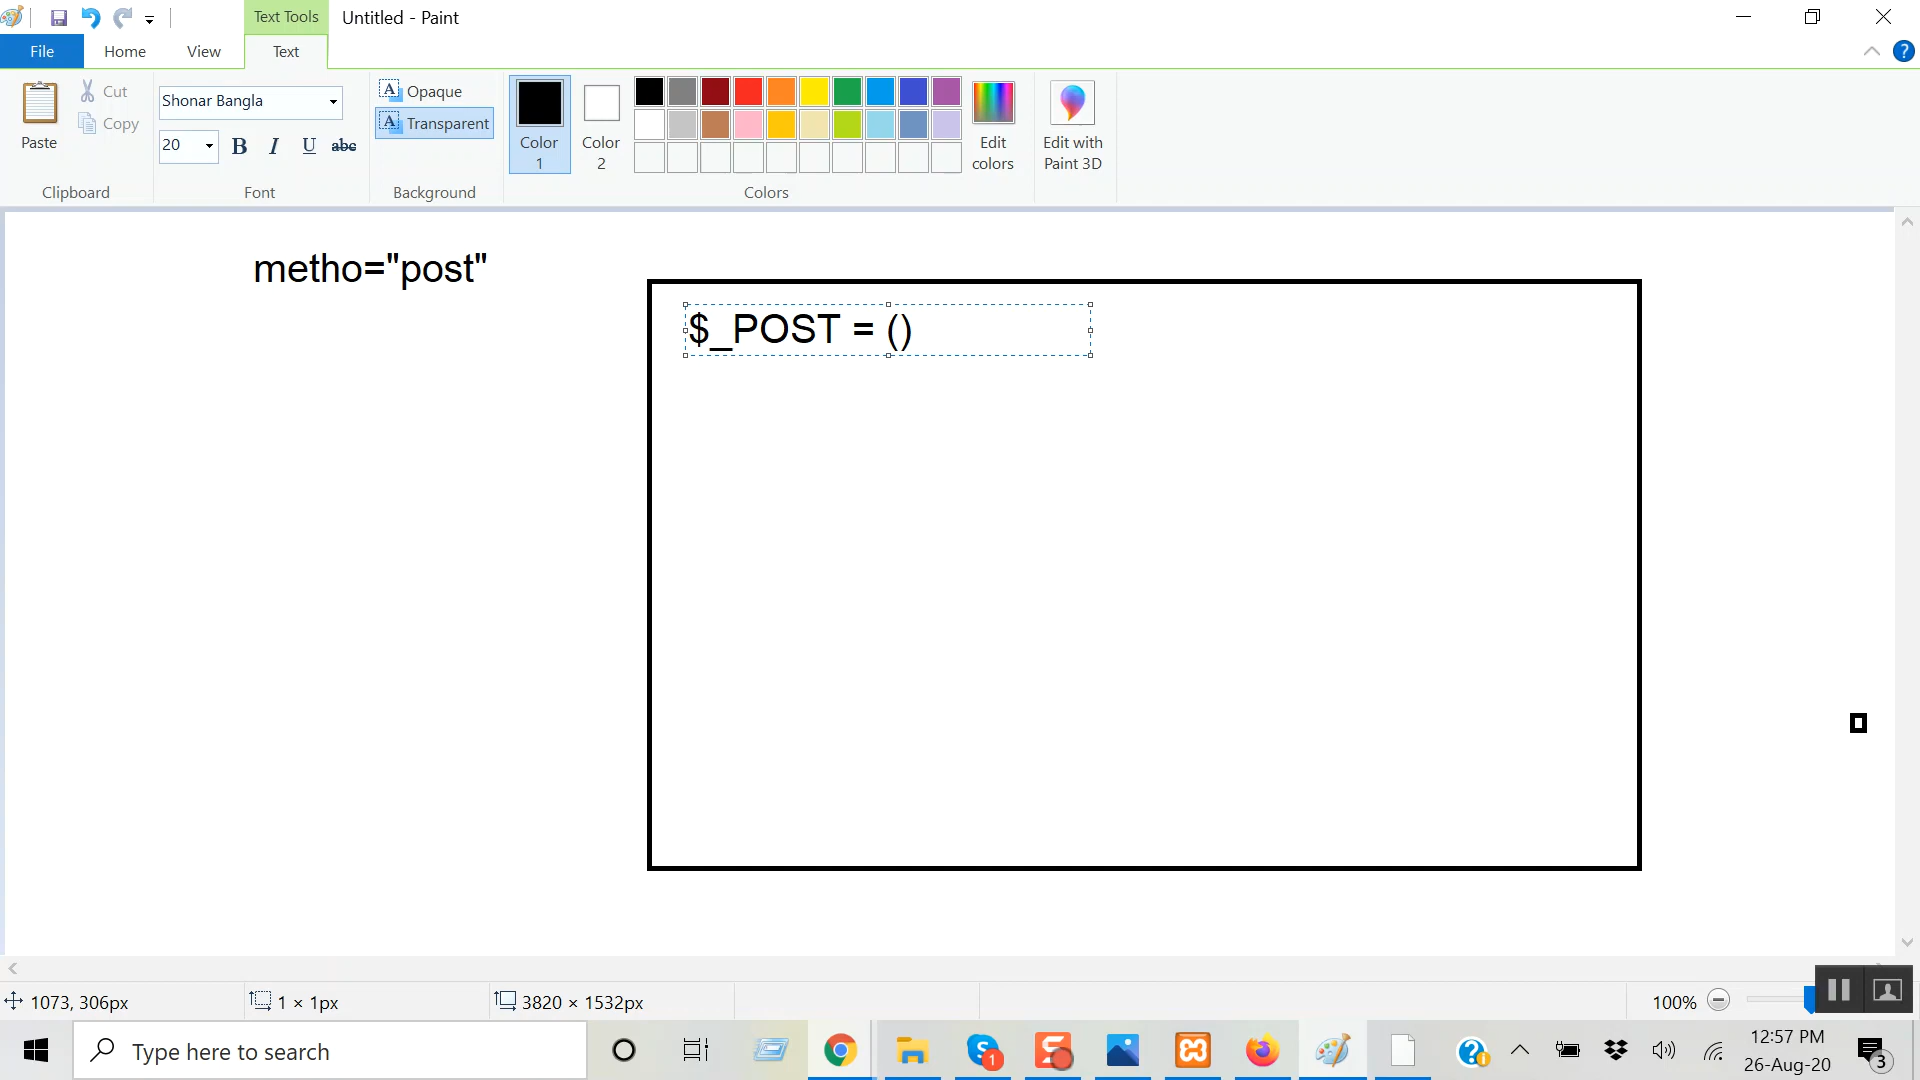 Text Tools
Untitled - Paint
File
Home
View
Text
?
Paste
Cut
Copy
Clipboard
Shonar Bangla
20
B
I
U
abc
Font
A Opaque
A Transparent
Background
Color 1
Color 2
Colors
Edit colors
Edit with Paint 3D
metho="post"
$_POST = ()
1073, 306px
1 × 1px
3820 × 1532px
100%
Type here to search
1
12:57 PM
26-Aug-20
3